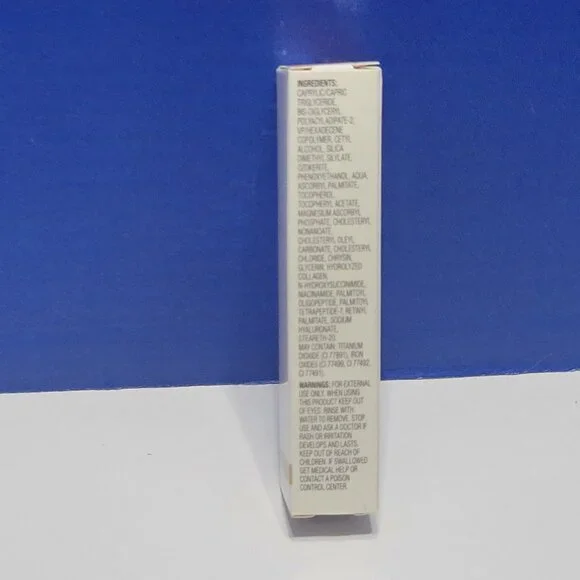 INGREDIENTS:
CAPRYLIC/CAPRIC
TRIGLYCERIDE,
BIS-DIGLYCERYL
POLYACYLADIPATE-2,
VP/HEXADECENE
COPOLYMER, CETYL
ALCOHOL, SILICA
DIMETHYL SILYLATE,
OZOKERITE,
PHENOXYETHANOL, AQUA,
ASCORBYL PALMITATE,
TOCOPHEROL,
TOCOPHERYL ACETATE,
MAGNESIUM ASCORBYL
PHOSPHATE, CHOLESTERYL
NONANOATE,
CHOLESTERYL OLEYL
CARBONATE, CHOLESTERYL
CHLORIDE, CHRYSIN,
GLYCERIN, HYDROLYZED
COLLAGEN,
N-HYDROXYSUCCINIMIDE,
NIACINAMIDE, PALMITOYL
OLIGOPEPTIDE, PALMITOYL
TETRAPEPTIDE-7, RETINYL
PALMITATE, SODIUM
HYALURONATE,
STEARETH-20.
MAY CONTAIN: TITANIUM
DIOXIDE (CI 77891), IRON
OXIDES (CI 77499, CI 77492,
CI 77491).
WARNINGS: FOR EXTERNAL
USE ONLY. WHEN USING
THIS PRODUCT KEEP OUT
OF EYES. RINSE WITH
WATER TO REMOVE. STOP
USE AND ASK A DOCTOR IF
RASH OR IRRITATION
DEVELOPS AND LASTS.
KEEP OUT OF REACH OF
CHILDREN. IF SWALLOWED
GET MEDICAL HELP OR
CONTACT A POISON
CONTROL CENTER.